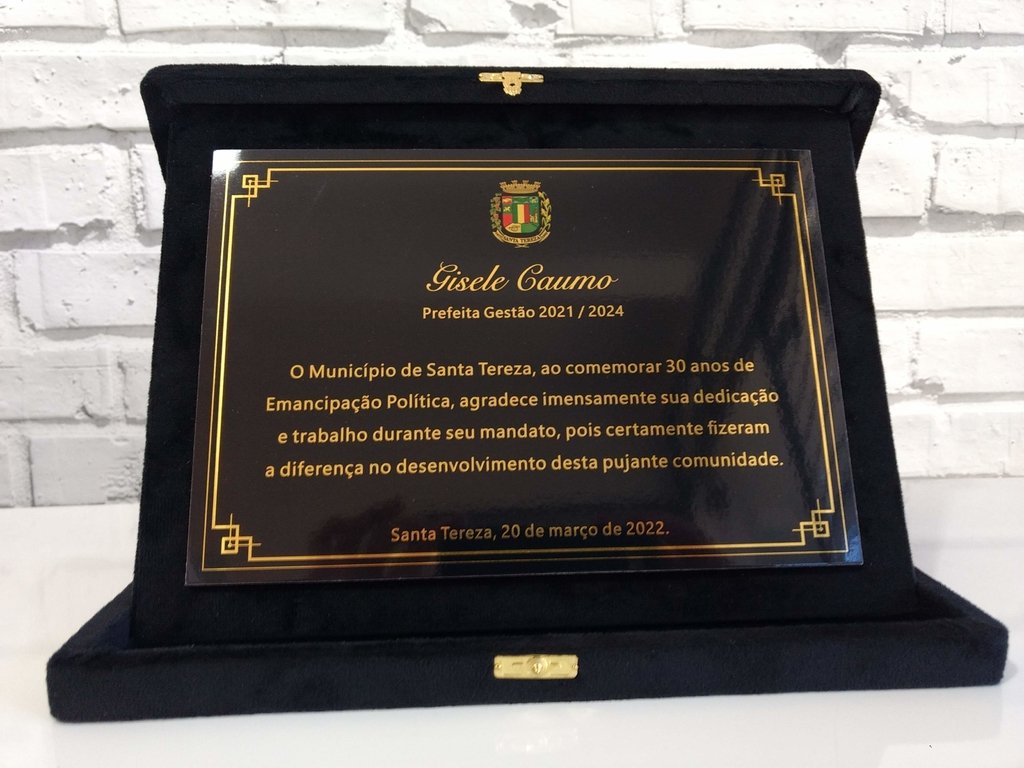 SANTA TEREZA
Gisele Caumo
Prefeita Gestão 2021 / 2024
O Município de Santa Tereza, ao comemorar 30 anos de
Emancipação Política, agradece imensamente sua dedicação
e trabalho durante seu mandato, pois certamente fizeram
a diferença no desenvolvimento desta pujante comunidade.
Santa Tereza, 20 de março de 2022.